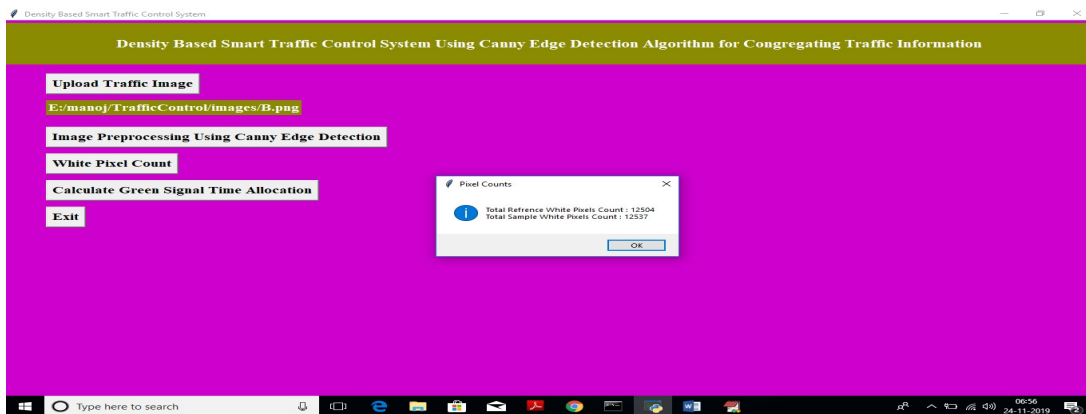 Density Based Smart Traffic Control System
Density Based Smart Traffic Control System Using Canny Edge Detection Algorithm for Congregating Traffic Information
Upload Traffic Image
E:/manoj/TrafficControl/images/B.png
Image Preprocessing Using Canny Edge Detection
White Pixel Count
Calculate Green Signal Time Allocation
Exit
Pixel Counts
Total Refrence White Pixels Count : 12504
Total Sample White Pixels Count : 12537
OK
Type here to search
06:56
24-11-2019